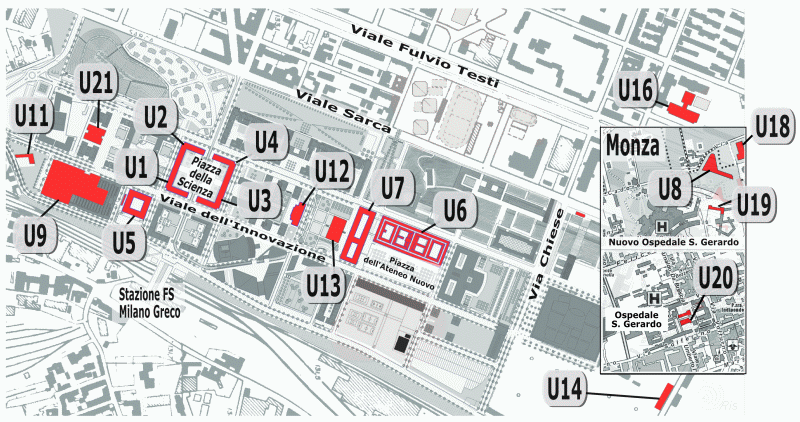 Viale Fulvio Testi
Viale Sarca
U21
U16
U11
U2
U4
U18
Monza
U1
Piazza
della
Scienza
U12
U7
U8
U3
U6
U19
U9
U5
Viale dell'Innovazione
H
Nuovo Ospedale S. Gerardo
Piazza
dell'Ateneo Nuovo
Via Chiese
U13
U20
Stazione FS
Milano Greco
H
Ospedale
S. Gerardo
U14